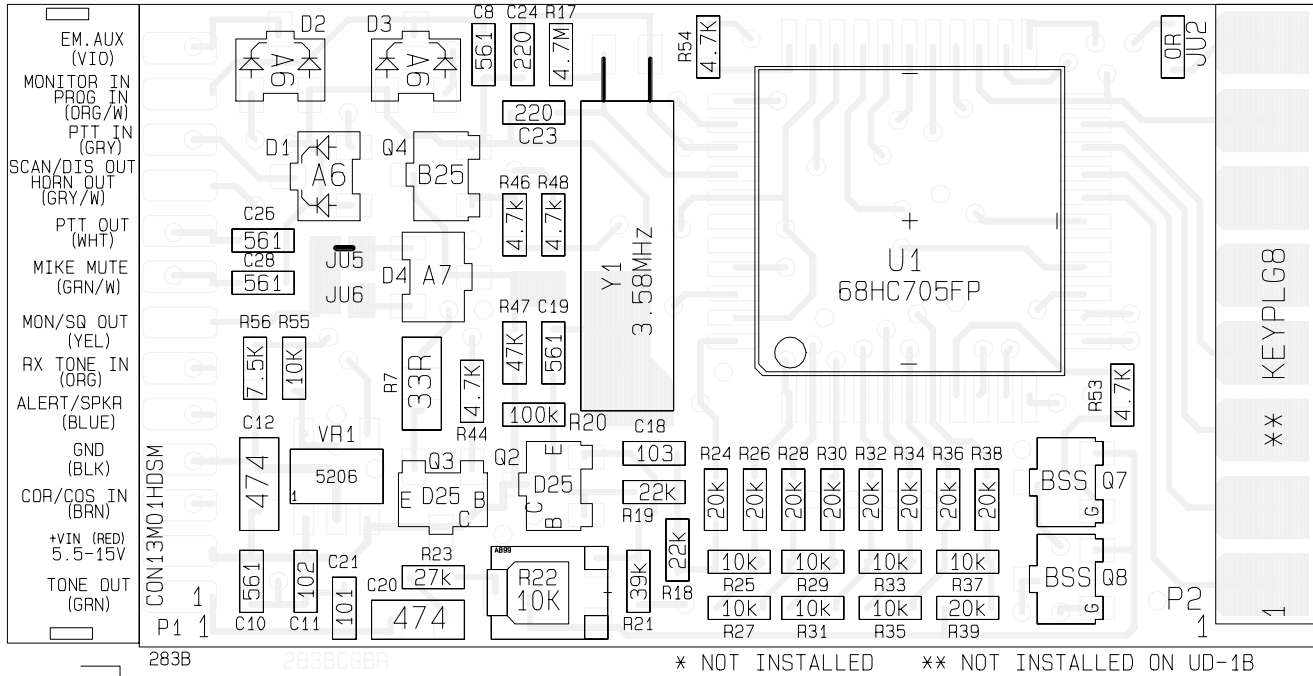 EM.AUX
(VIO)
MONITOR IN
PROG IN
(ORG/W)
PTT IN
(GRY)
SCAN/DIS OUT
HORN OUT
(GRY/W)
PTT OUT
(WHT)
MIKE MUTE
(GRN/W)
MON/SQ OUT
(YEL)
RX TONE IN
(ORG)
ALERT/SPKR
(BLUE)
GND
(BLK)
COR/COS IN
(BRN)
+VIN (RED)
5.5-15V
TONE OUT
(GRN)
CON13M01HDSM
1
P1 1
D2
A6
D3
A6
C8
561
C24
220
R17
4.7M
220
C23
R54
4.7K
0R
JU2
D1
A6
Q4
B25
R46
4.7K
R48
4.7K
C26
561
C28
561
JU5
JU6
D4
A7
Y1
3.58MHz
U1
68HC705FP
R56
7.5K
R55
10K
R7
33R
4.7K
R44
R47
47K
C19
561
100k
R20
R53
4.7K
** KEYPLG8
1
C12
474
VR1
5206
1
Q3
D25
E
B
C
Q2
D25
E
C
B
C18
103
22k
R19
22k
R18
R24
20k
R26
20k
R28
20k
R30
20k
R32
20k
R34
20k
R36
20k
R38
20k
BSS
G
Q7
BSS
G
Q8
561
C10
102
C11
C21
101
R23
27k
C20
474
AB99
R22
10K
39k
R21
10k
R25
10k
R29
10k
R33
10k
R37
10k
R27
10k
R31
10k
R35
20k
R39
P2
1
283B
283BCGBR
* NOT INSTALLED
** NOT INSTALLED ON UD-1B